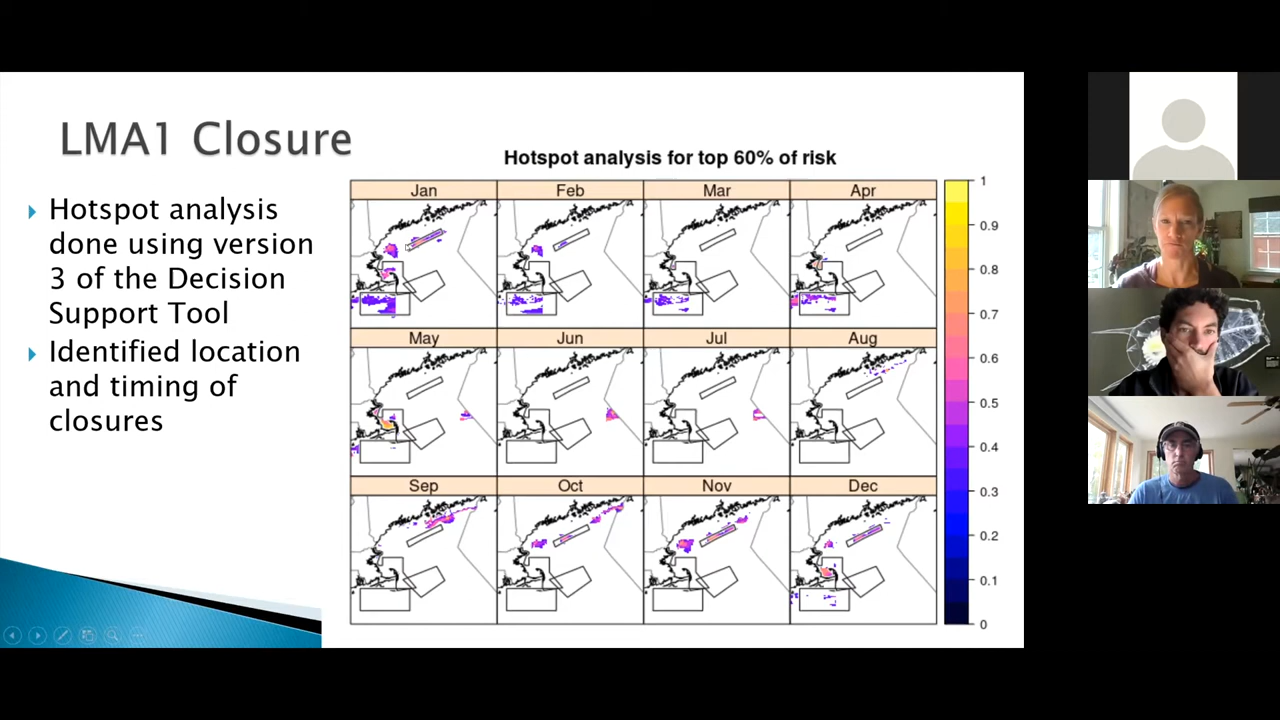 LMA1 Closure
Hotspot analysis
done using version
3 of the Decision
Support Tool
Identified location
and timing of
closures
Hotspot analysis for top 60% of risk
Jan Feb Mar Apr
May Jun Jul Aug
Sep Oct Nov Dec
1
0.9
0.8
0.7
0.6
0.5
0.4
0.3
0.2
0.1
0